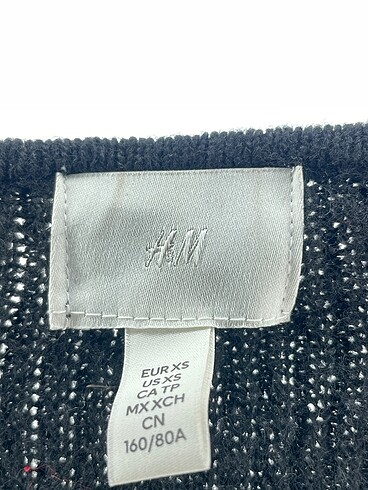 H&M
EUR XS
US XS
CA TP
MX XCH
CN
160/80A